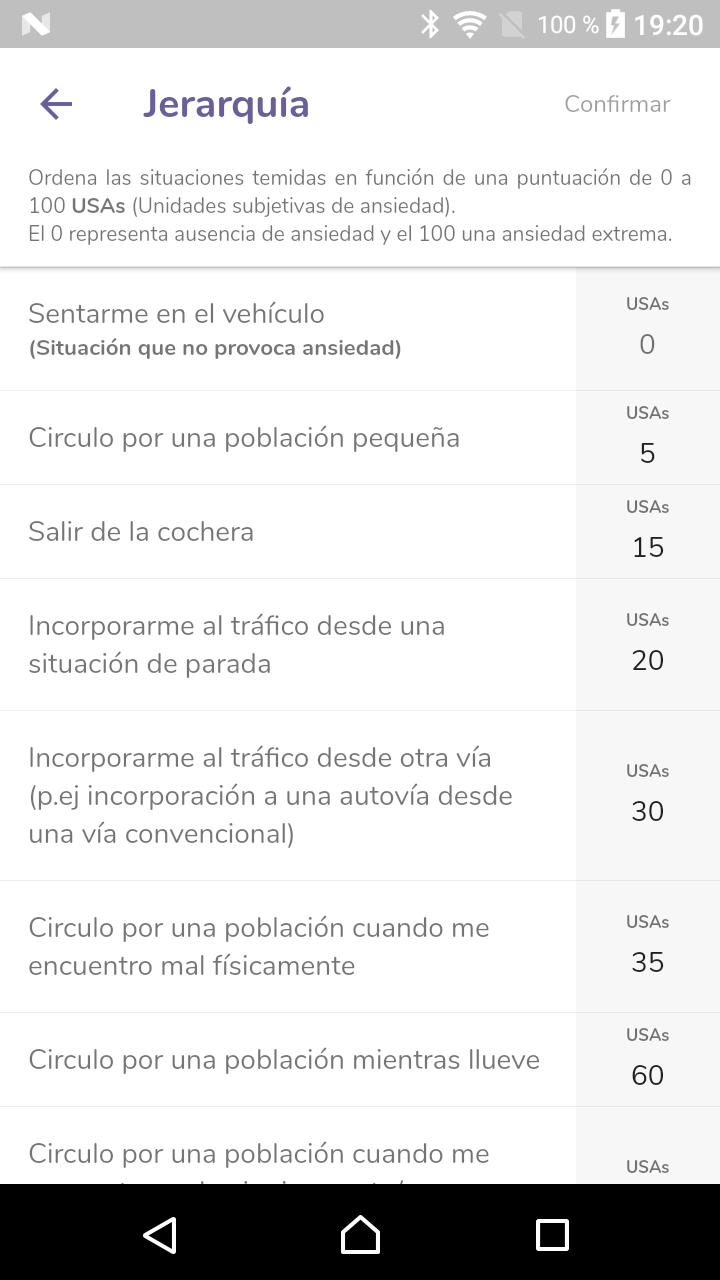 100 % 19:20
Jerarquía
Confirmar
Ordena las situaciones temidas en función de una puntuación de 0 a
100 USAs (Unidades subjetivas de ansiedad).
El 0 representa ausencia de ansiedad y el 100 una ansiedad extrema.
Sentarme en el vehículo
(Situación que no provoca ansiedad)
USAs
0
Circulo por una población pequeña
USAs
5
Salir de la cochera
USAs
15
Incorporarme al tráfico desde una
situación de parada
USAs
20
Incorporarme al tráfico desde otra vía
(p.ej incorporación a una autovía desde
una vía convencional)
USAs
30
Circulo por una población cuando me
encuentro mal físicamente
USAs
35
Circulo por una población mientras llueve
USAs
60
Circulo por una población cuando me
USAs